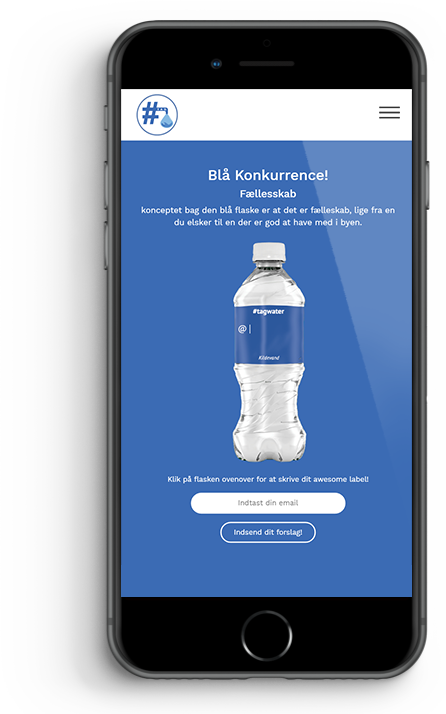 #
Blå Konkurrence!
Fællesskab
konceptet bag den blå flaske er at det er fælleskab, lige fra en
du elsker til en der er god at have med i byen.
#tagwater
@ |
Kildevand
Klik på flasken ovenover for at skrive dit awesome label!
Indtast din email
Indsend dit forslag!